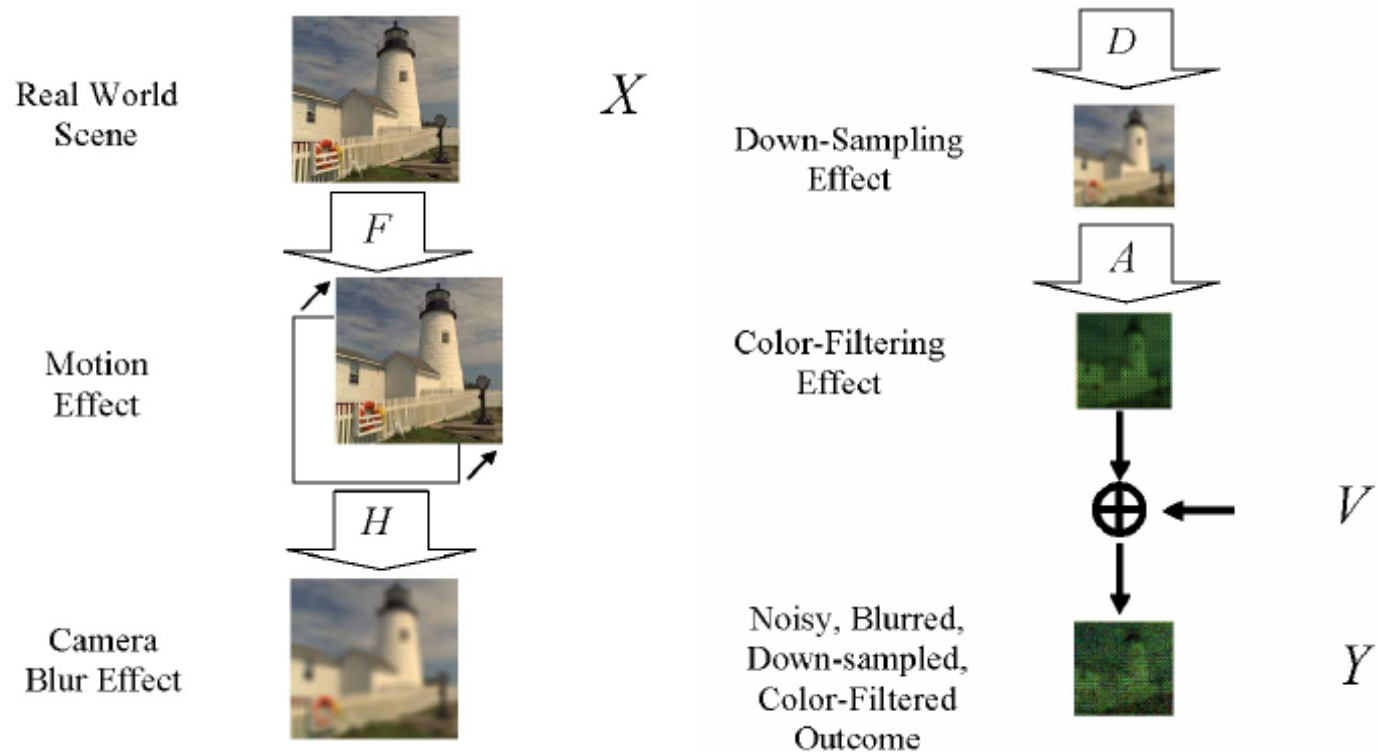 Real World
Scene
X
F
Motion
Effect
H
Camera
Blur Effect
D
Down-Sampling
Effect
A
Color-Filtering
Effect
V
Noisy, Blurred,
Down-sampled,
Color-Filtered
Outcome
Y